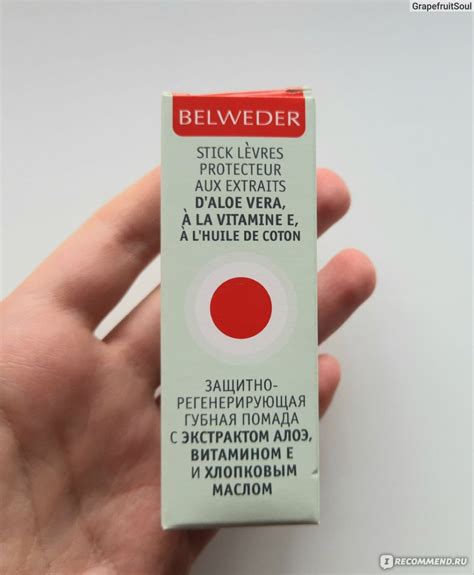 GrapefruitSoul
BELWEDER
STICK LÈVRES
PROTECTEUR
AUX EXTRAITS
D'ALOE VERA,
À LA VITAMINE E,
À L'HUILE DE COTON
ЗАЩИТНО-
РЕГЕНЕРИРУЮЩАЯ
ГУБНАЯ ПОМАДА
С ЭКСТРАКТОМ АЛОЭ,
ВИТАМИНОМ Е
И ХЛОПКОВЫМ
МАСЛОМ
IRECOMMEND.RU